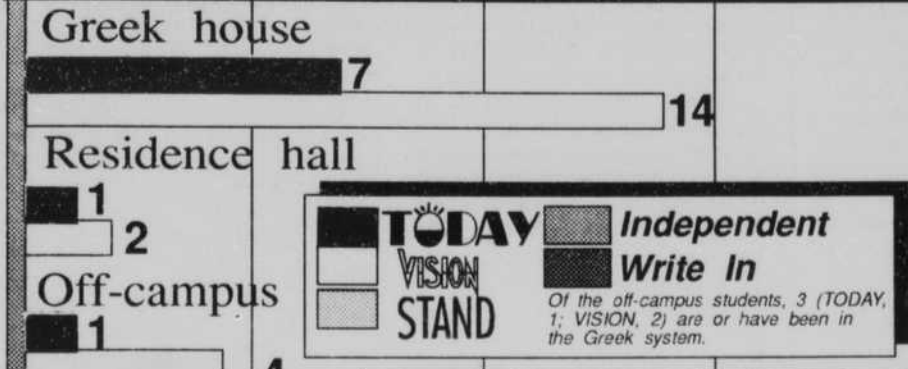 Greek house
7
14
Residence hall
1
2
Off-campus
1
4
TODAY
VISION
STAND
Independent
Write In
Of the off-campus students, 3 (TODAY,
1; VISION, 2) are or have been in
the Greek system.